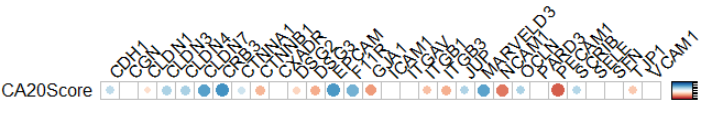 CDH1
CGN
CLDN1
CLDN3
CLDN4
CLDN7
CRB3
CTNNA1
CTNNB1
CXADR
DSG2
DSG3
EPCAM
F11R
GJA1
ICAM1
ITGAV
ITGB1
ITGB3
JUP
MARVELD3
NCAM1
OCLN
PARD3
PECAM1
SCRIB
SELE
SFN
TJP1
VCAM1
CA20Score